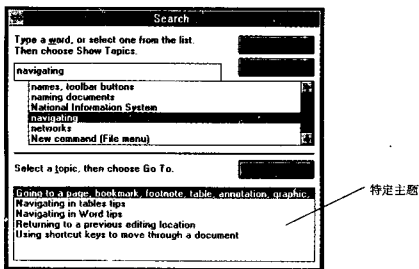 Search
Type a word, or select one from the list.
Then choose Show Topics.
navigating
names, toolbar buttons
naming documents
National Information System
navigating
networks
New command (File menu)
Select a topic, then choose Go To.
Going to a page, bookmark, footnote, table, annotation, graphic,
Navigating in tables tips
Navigating in Word tips
Returning to a previous editing location
Using shortcut keys to move through a document
特定主题